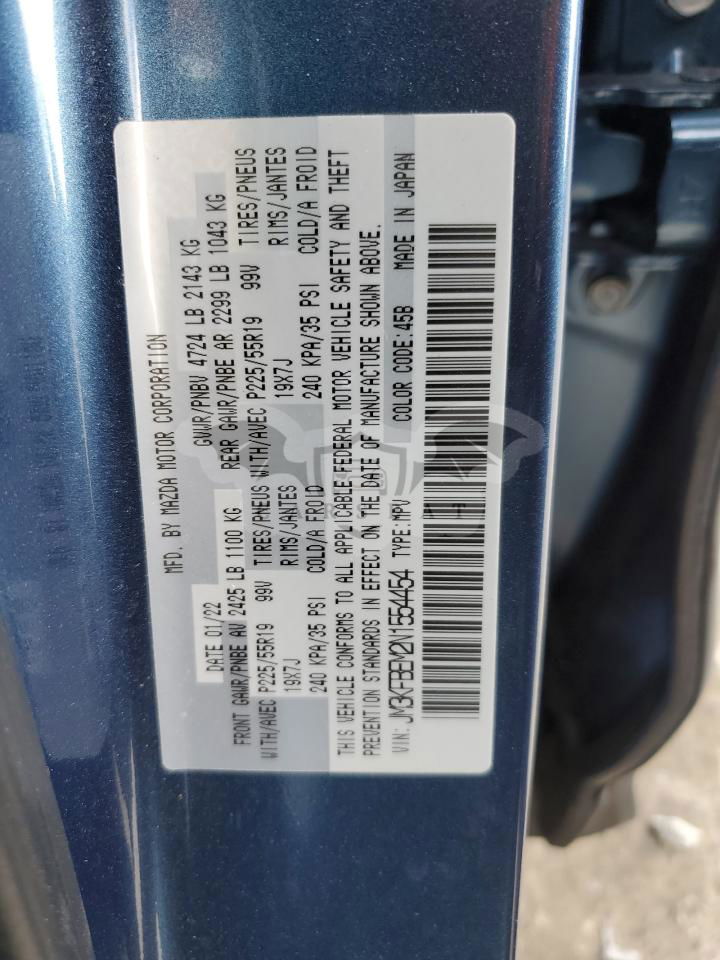 MFD. BY MAZDA MOTOR CORPORATION
DATE 01/22 GWWR/PNBV 4724 LB 2143 KG
FRONT GAWR/PNBE AV 2425 LB 1100 KG REAR GAWR/PNBE AR 2299 LB 1043 KG
WITH/AVEC P225/55R19 99V TIRES/PNEUS WITH/AVEC P225/55R19 99V TIRES/PNEUS
19X7J RIMS/JANTES 19X7J RIMS/JANTES
240 KPA/35 PSI COLD/A FROID 240 KPA/35 PSI COLD/A FROID
THIS VEHICLE CONFORMS TO ALL APPLICABLE FEDERAL MOTOR VEHICLE SAFETY AND THEFT
PREVENTION STANDARDS IN EFFECT ON THE DATE OF MANUFACTURE SHOWN ABOVE.
VIN: JM3KFBEM2N1554454 TYPE:MPV COLOR CODE:45B MADE IN JAPAN